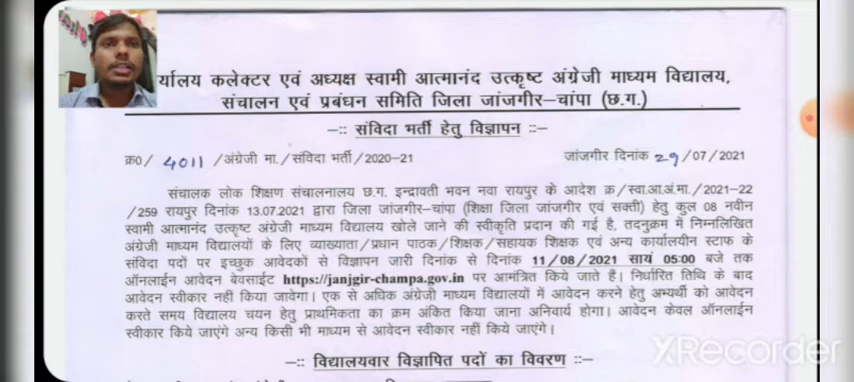 र्यालय कलेक्टर एवं अध्यक्ष स्वामी आत्मानंद उत्कृष्ट अंग्रेजी माध्यम विद्यालय,
संचालन एवं प्रबंधन समिति जिला जांजगीर–चांपा (छ.ग.)
–:: संविदा भर्ती हेतु विज्ञापन ::–
क्र0/ 4011 /अंग्रेजी मा./संविदा भर्ती/2020-21 जांजगीर दिनांक 29/07/2021
संचालक लोक शिक्षण संचालनालय छ.ग. इन्द्रावती भवन नवा रायपुर के आदेश क्र/स्वा.आ.अं.मा./2021-22
/259 रायपुर दिनांक 13.07.2021 द्वारा जिला जांजगीर-चांपा (शिक्षा जिला जांजगीर एवं सक्ती) हेतु कुल 08 नवीन
स्वामी आत्मानंद उत्कृष्ट अंग्रेजी माध्यम विद्यालय खोले जाने की स्वीकृति प्रदान की गई है, तदनुक्रम में निम्नलिखित
अंग्रेजी माध्यम विद्यालयों के लिए व्याख्याता/प्रधान पाठक/शिक्षक/सहायक शिक्षक एवं अन्य कार्यालयीन स्टाफ के
संविदा पदों पर इच्छुक आवेदकों से विज्ञापन जारी दिनांक से दिनांक 11/08/2021 सायं 05:00 बजे तक
ऑनलाईन आवेदन बेवसाईट https://janjgir-champa.gov.in पर आमंत्रित किये जाते हैं। निर्धारित तिथि के बाद
आवेदन स्वीकार नहीं किया जावेगा। एक से अधिक अंग्रेजी माध्यम विद्यालयों में आवेदन करने हेतु अभ्यर्थी को आवेदन
करते समय विद्यालय चयन हेतु प्राथमिकता का क्रम अंकित किया जाना अनिवार्य होगा। आवेदन केवल ऑनलाईन
स्वीकार किये जाएंगे अन्य किसी भी माध्यम से आवेदन स्वीकार नहीं किये जाएंगे।
–:: विद्यालयवार विज्ञापित पदों का विवरण ::–
XRecorder